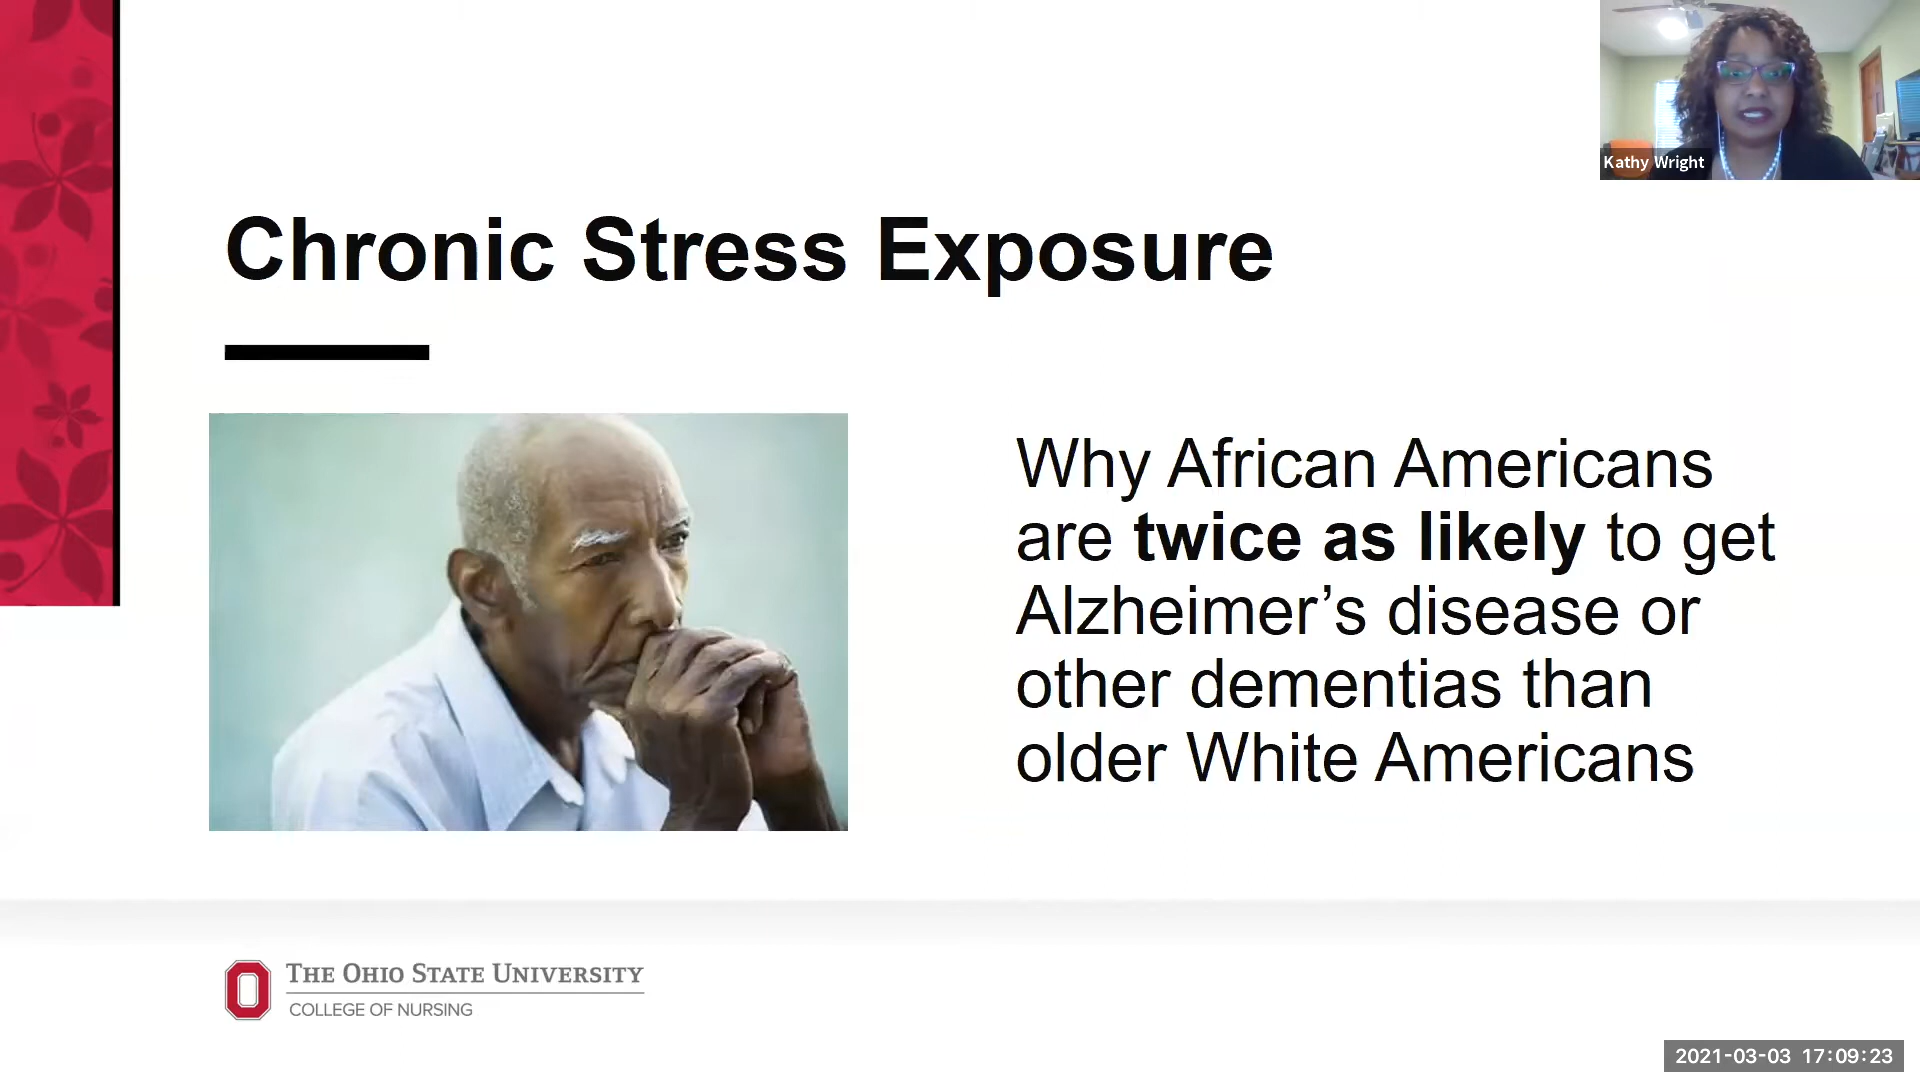 Kathy Wright
Chronic Stress Exposure
Why African Americans
are twice as likely to get
Alzheimer’s disease or
other dementias than
older White Americans
THE OHIO STATE UNIVERSITY
COLLEGE OF NURSING
2021-03-03 17:09:23